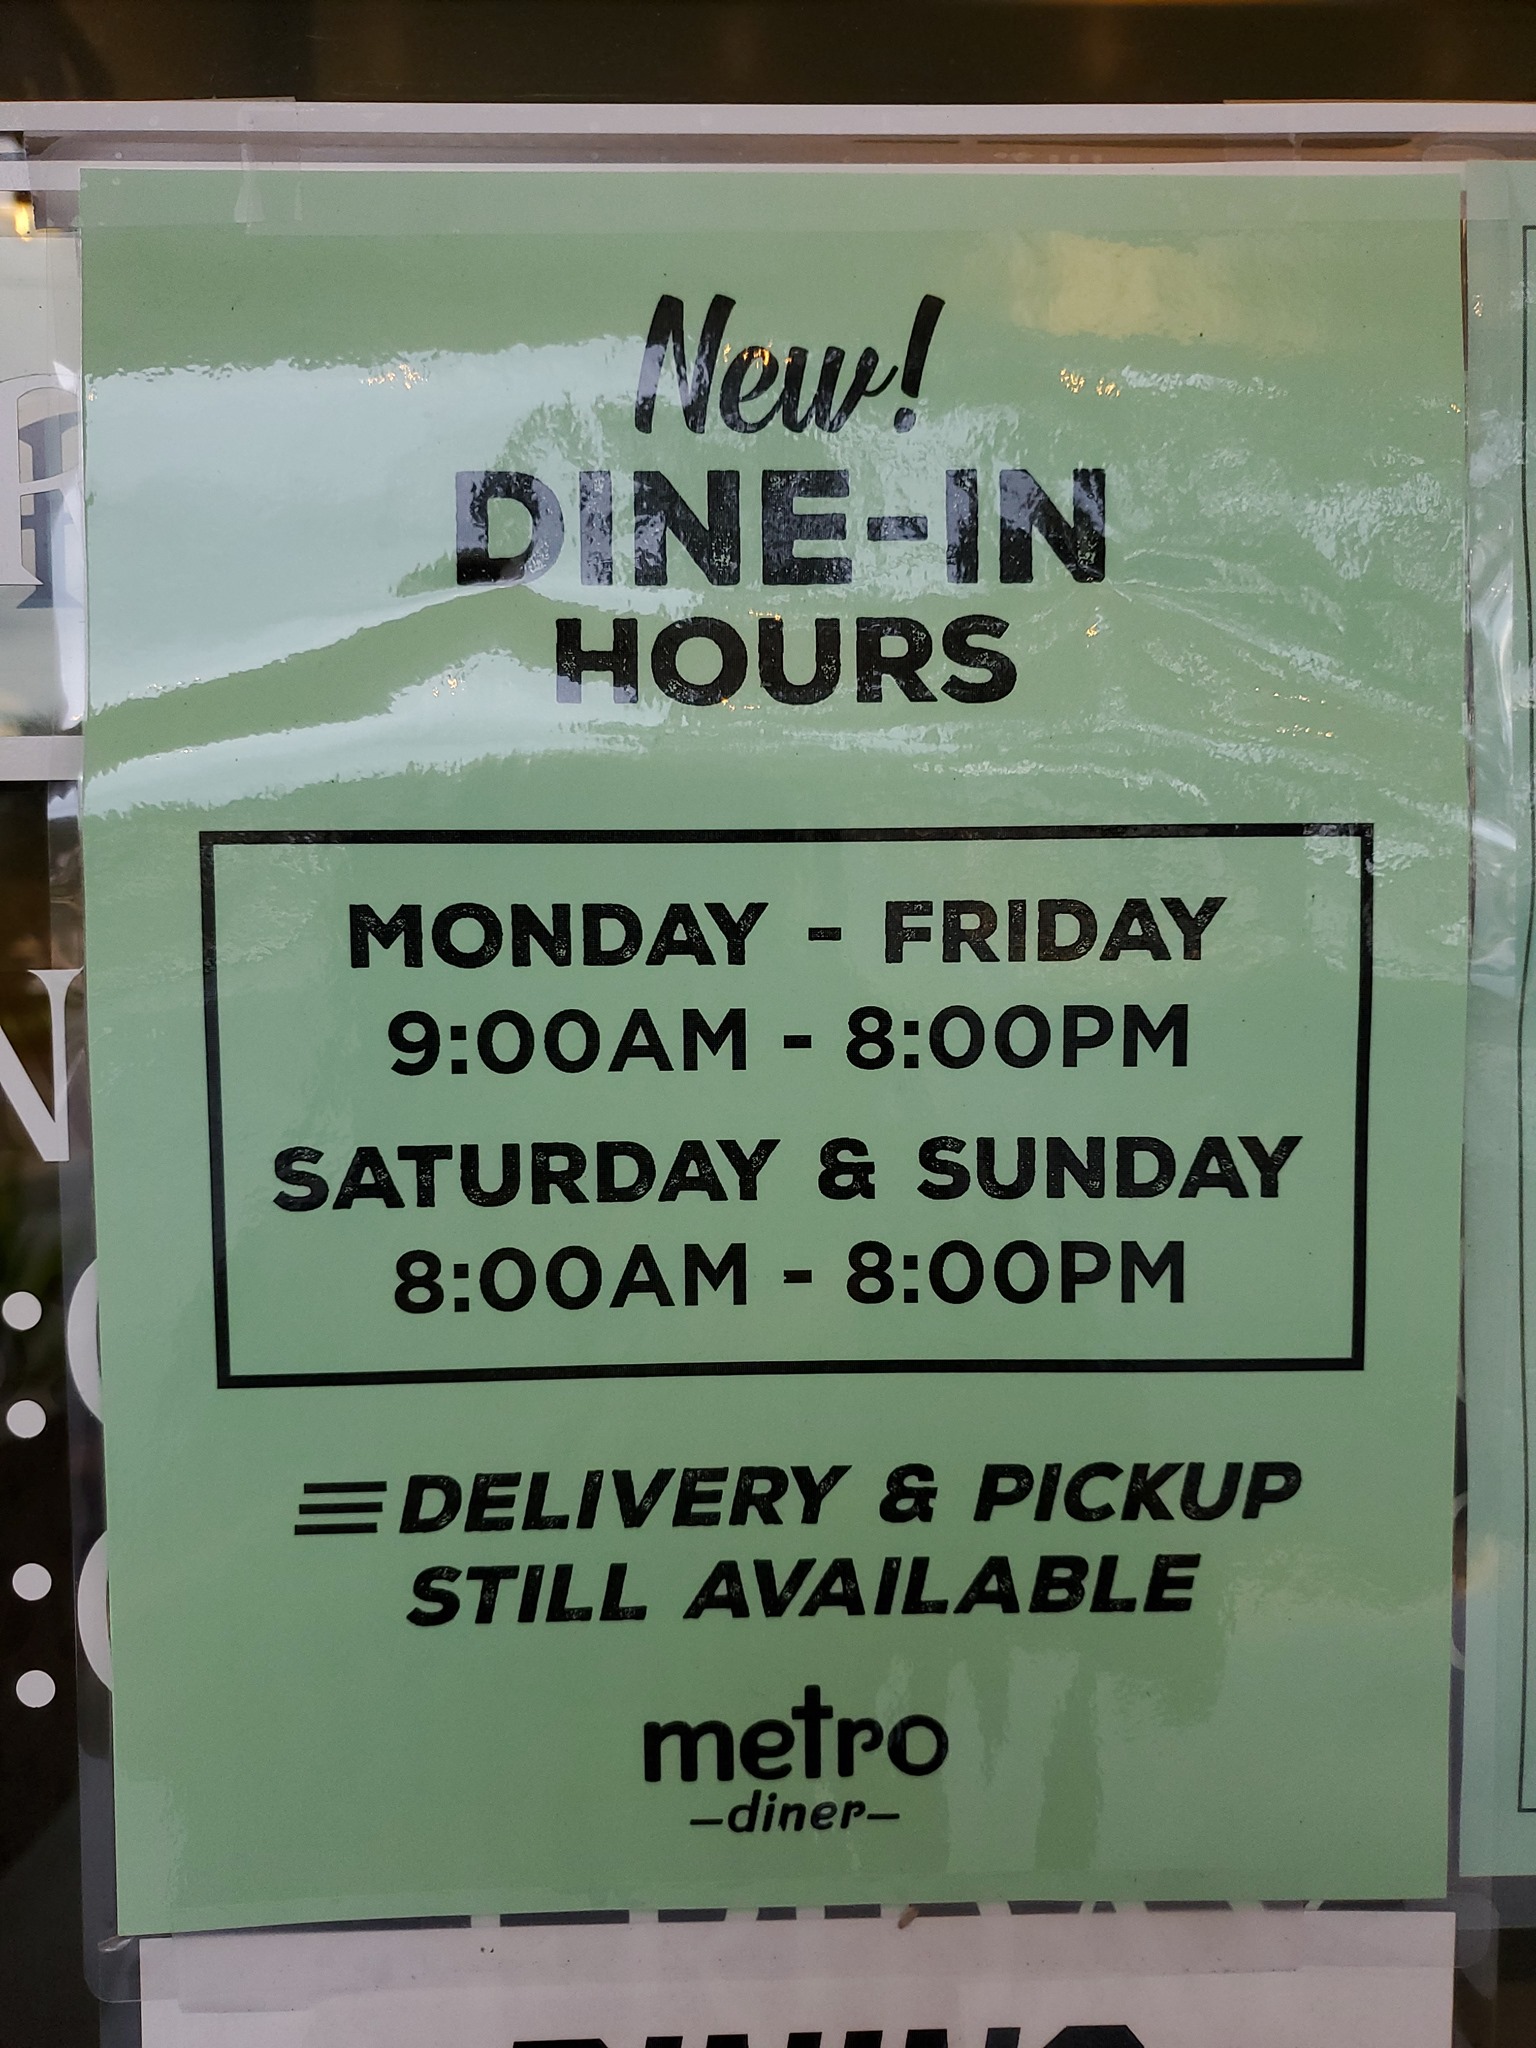 New!
DINE-IN
HOURS
MONDAY - FRIDAY
9:00AM - 8:00PM
SATURDAY & SUNDAY
8:00AM - 8:00PM
DELIVERY & PICKUP
STILL AVAILABLE
metro
-diner-